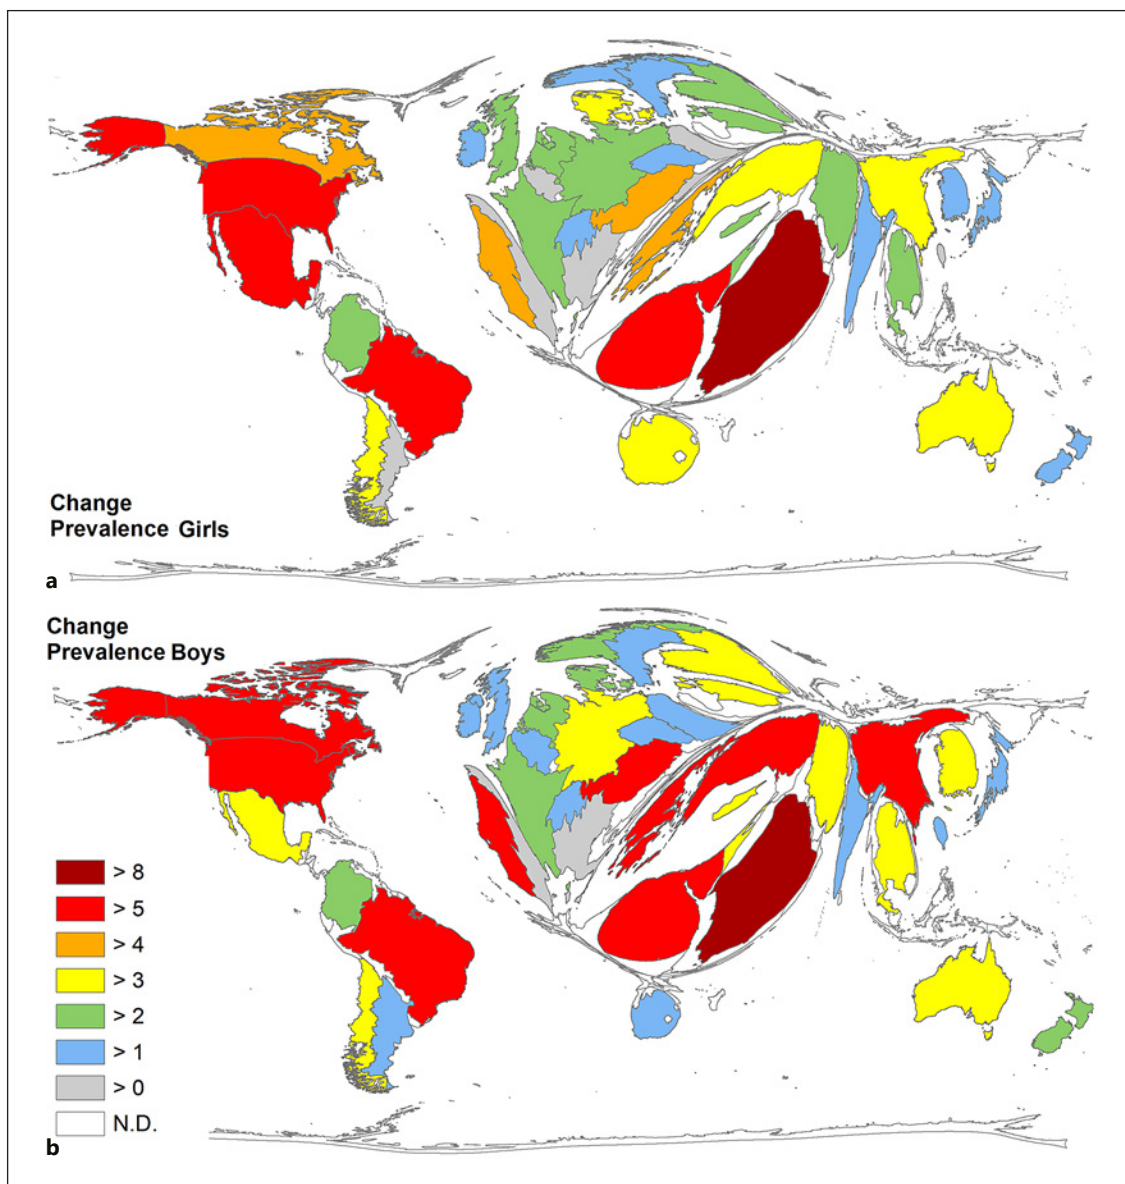 Change
Prevalence Girls
a
Change
Prevalence Boys
> 8
> 5
> 4
> 3
> 2
> 1
> 0
N.D.
b